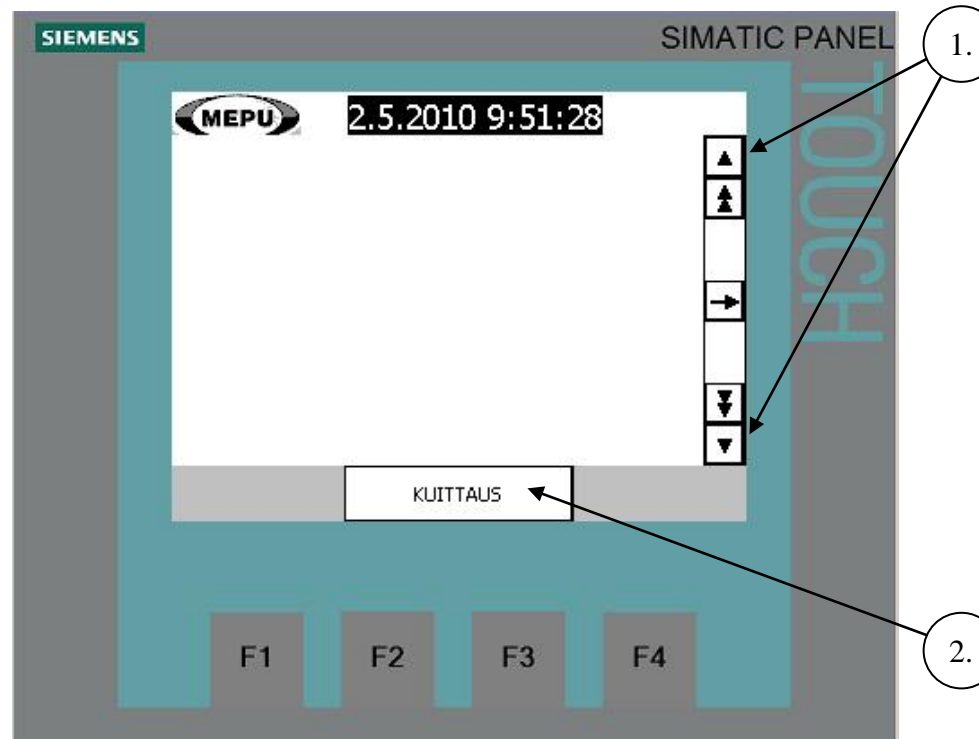 SIEMENS
SIMATIC PANEL
1.
TOUCH
MEPU
2.5.2010 9:51:28
KUITTAUS
2.
F1 F2 F3 F4